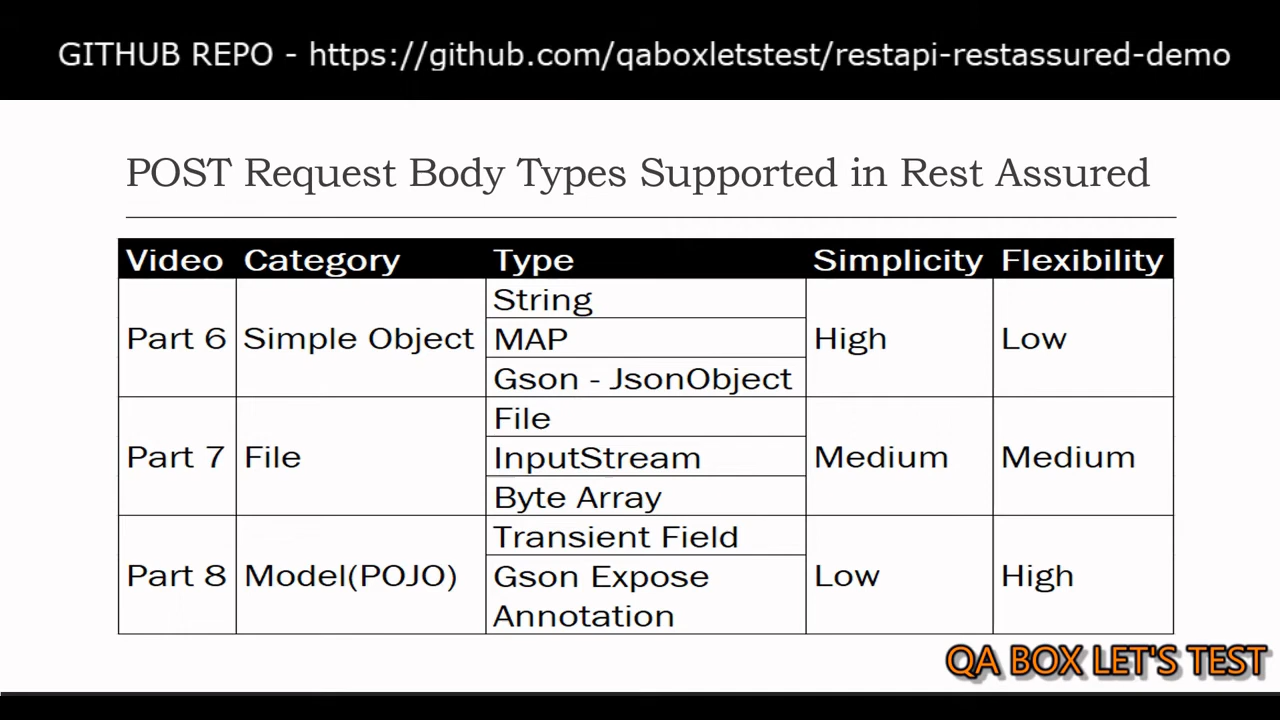 GITHUB REPO - https://github.com/qaboxletstest/restapi-restassured-demo
POST Request Body Types Supported in Rest Assured
Video Category Type Simplicity Flexibility
Part 6 Simple Object String High Low
MAP
Gson - JsonObject
Part 7 File File Medium Medium
InputStream
Byte Array
Part 8 Model(POJO) Transient Field Low High
Gson Expose
Annotation
QA BOX LET'S TEST